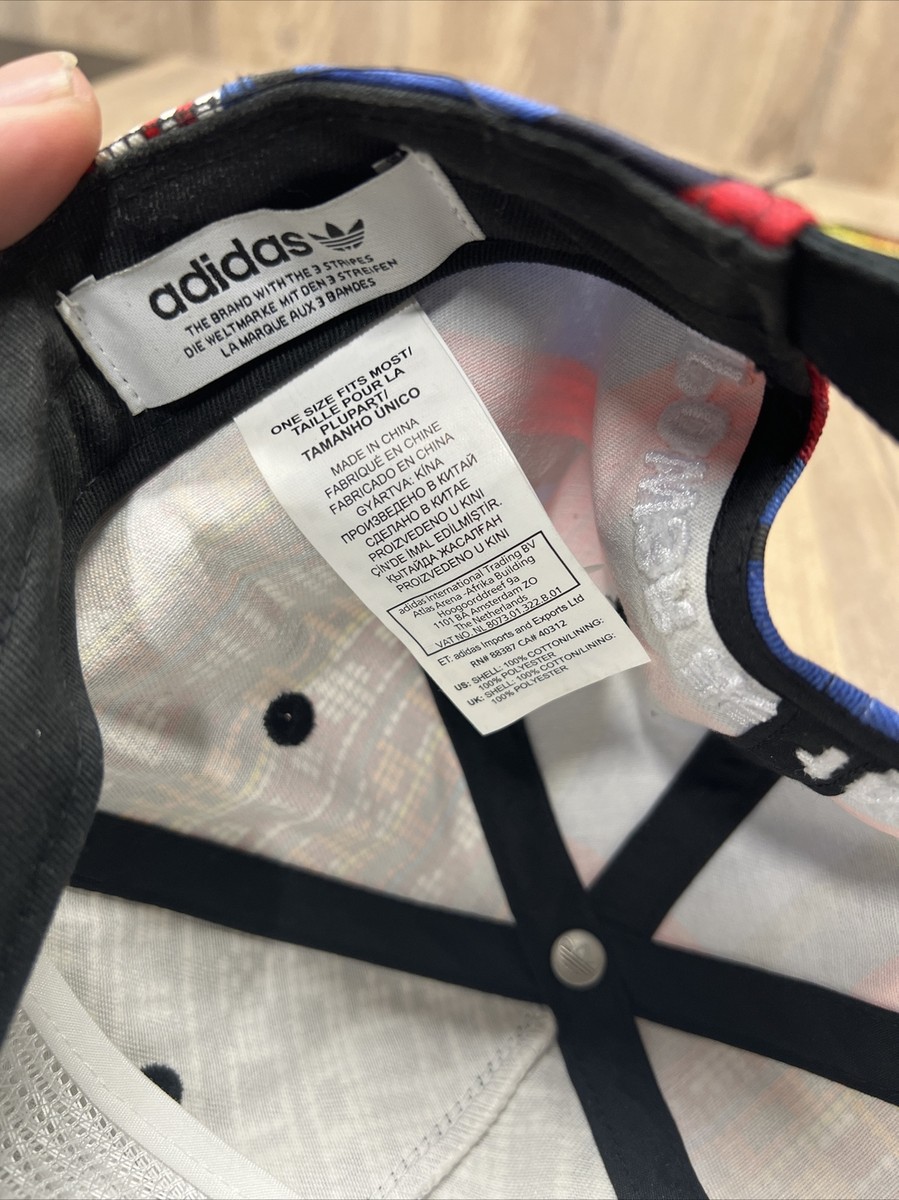 adidas
THE BRAND WITH THE 3 STRIPES
DIE WELTMARKE MIT DEN 3 STREIFEN
LA MARQUE AUX 3 BANDES
ONE SIZE FITS MOST/
TAILLE POUR LA
PLUPART/
TAMANHO ÚNICO
MADE IN CHINA
FABRIQUÉ EN CHINE
FABRICADO EN CHINA
GYÁRTVA: KÍNA
ПРОИЗВЕДЕНО В КИТАЙ
СДЕЛАНО В КИТАЕ
PROIZVEDENO U KINI
ÇİN'DE İMAL EDİLMİŞTİR.
ҚЫТАЙДА ЖАСАЛҒАН
PROIZVEDENO U KINI
adidas International Trading BV
Atlas Arena -Afrika Building
Hoogoorddreef 9a
1101 BA Amsterdam ZO
The Netherlands
VAT.NO.NL8073.01.322.B.01
ET: adidas Imports and Exports Ltd
RN# 88387 CA# 40312
US: SHELL: 100% COTTON/LINING:
100% POLYESTER
UK: SHELL: 100% COTTON/LINING:
100% POLYESTER